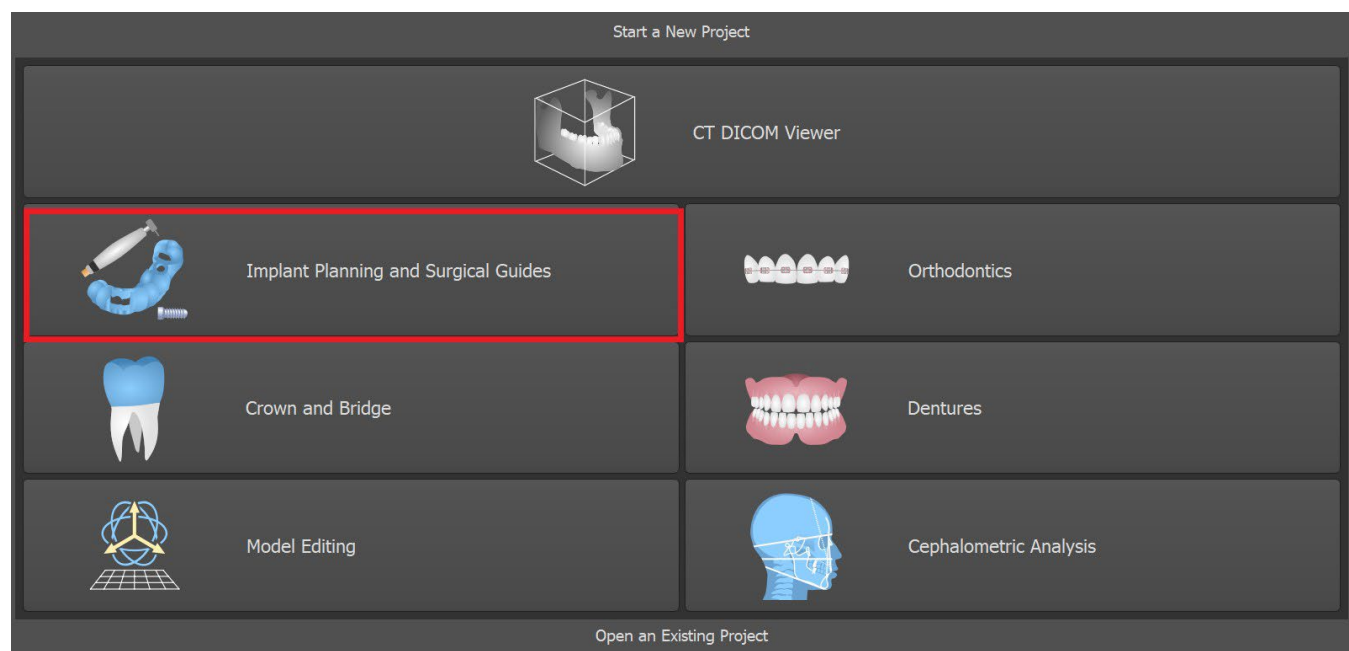 Start a New Project
CT DICOM Viewer
Implant Planning and Surgical Guides
Orthodontics
Crown and Bridge
Dentures
Model Editing
Cephalometric Analysis
Open an Existing Project